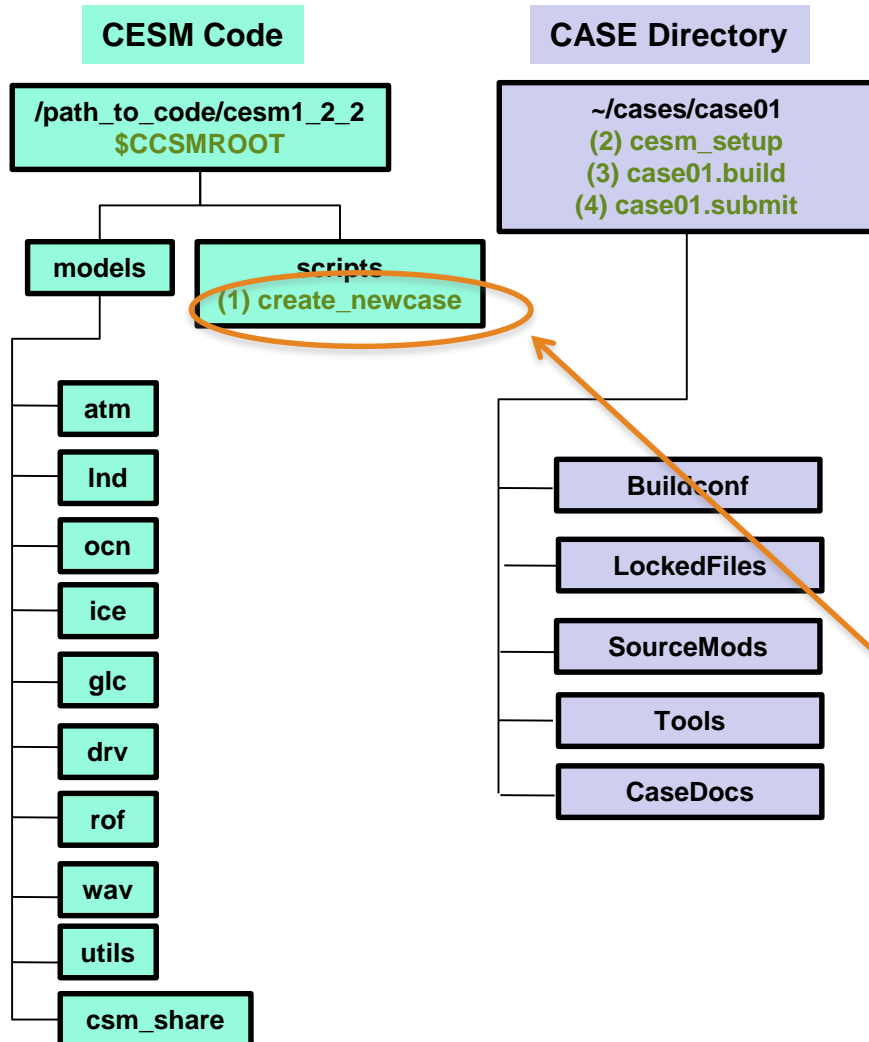 CESM Code
/path_to_code/cesm1_2_2
$CCSMROOT
models
scripts
(1) create_newcase
atm
lnd
ocn
ice
glc
drv
rof
wav
utils
csm_share
CASE Directory
~/cases/case01
(2) cesm_setup
(3) case01.build
(4) case01.submit
Buildconf
LockedFiles
SourceMods
Tools
CaseDocs